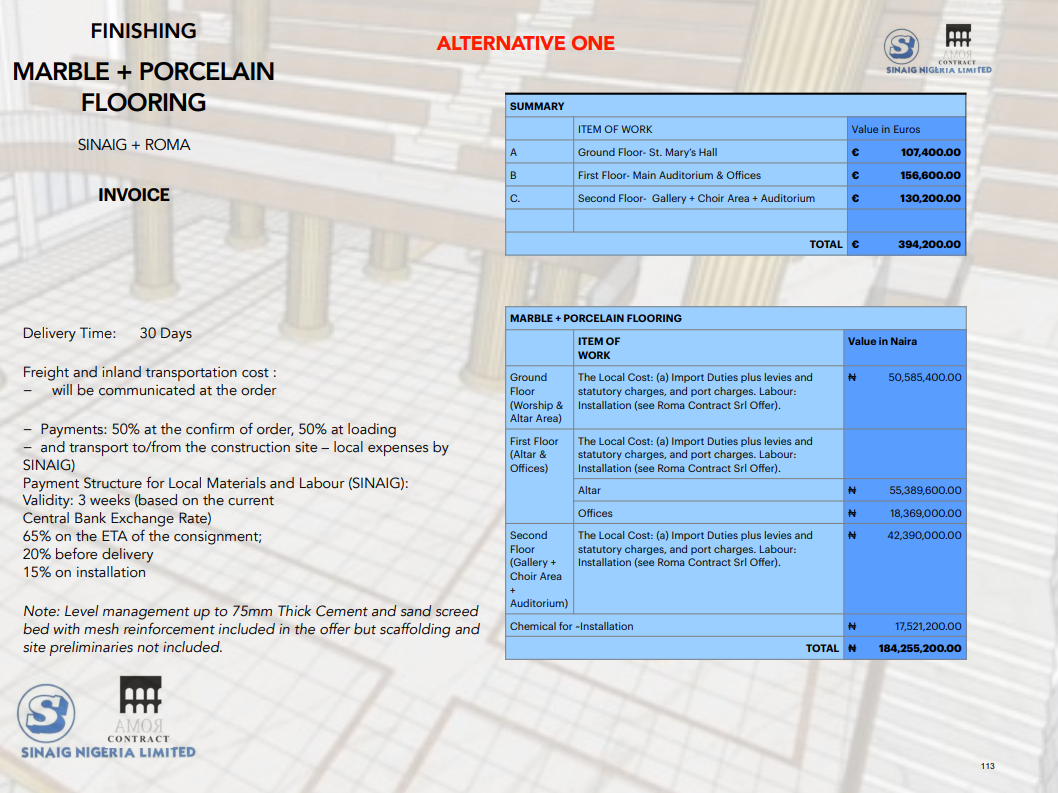 FINISHING
MARBLE + PORCELAIN
FLOORING
SINAIG + ROMA
INVOICE
Delivery Time: 30 Days
Freight and inland transportation cost :
– will be communicated at the order
– Payments: 50% at the confirm of order, 50% at loading
– and transport to/from the construction site – local expenses by
SINAIG)
Payment Structure for Local Materials and Labour (SINAIG):
Validity: 3 weeks (based on the current
Central Bank Exchange Rate)
65% on the ETA of the consignment;
20% before delivery
15% on installation
Note: Level management up to 75mm Thick Cement and sand screed
bed with mesh reinforcement included in the offer but scaffolding and
site preliminaries not included.
S
ROMA
CONTRACT
SINAIG NIGERIA LIMITED
ALTERNATIVE ONE
S
ROMA
CONTRACT
SINAIG NIGERIA LIMITED
SUMMARY
ITEM OF WORK Value in Euros
A Ground Floor- St. Mary's Hall € 107,400.00
B First Floor- Main Auditorium & Offices € 156,600.00
C. Second Floor- Gallery + Choir Area + Auditorium € 130,200.00
TOTAL € 394,200.00
MARBLE + PORCELAIN FLOORING
ITEM OF
WORK
Value in Naira
Ground
Floor
(Worship &
Altar Area)
The Local Cost: (a) Import Duties plus levies and
statutory charges, and port charges. Labour:
Installation (see Roma Contract Srl Offer).
₦ 50,585,400.00
First Floor
(Altar &
Offices)
The Local Cost: (a) Import Duties plus levies and
statutory charges, and port charges. Labour:
Installation (see Roma Contract Srl Offer).
Altar ₦ 55,389,600.00
Offices ₦ 18,369,000.00
Second
Floor
(Gallery +
Choir Area
+
Auditorium)
The Local Cost: (a) Import Duties plus levies and
statutory charges, and port charges. Labour:
Installation (see Roma Contract Srl Offer).
₦ 42,390,000.00
Chemical for -Installation ₦ 17,521,200.00
TOTAL ₦ 184,255,200.00
113